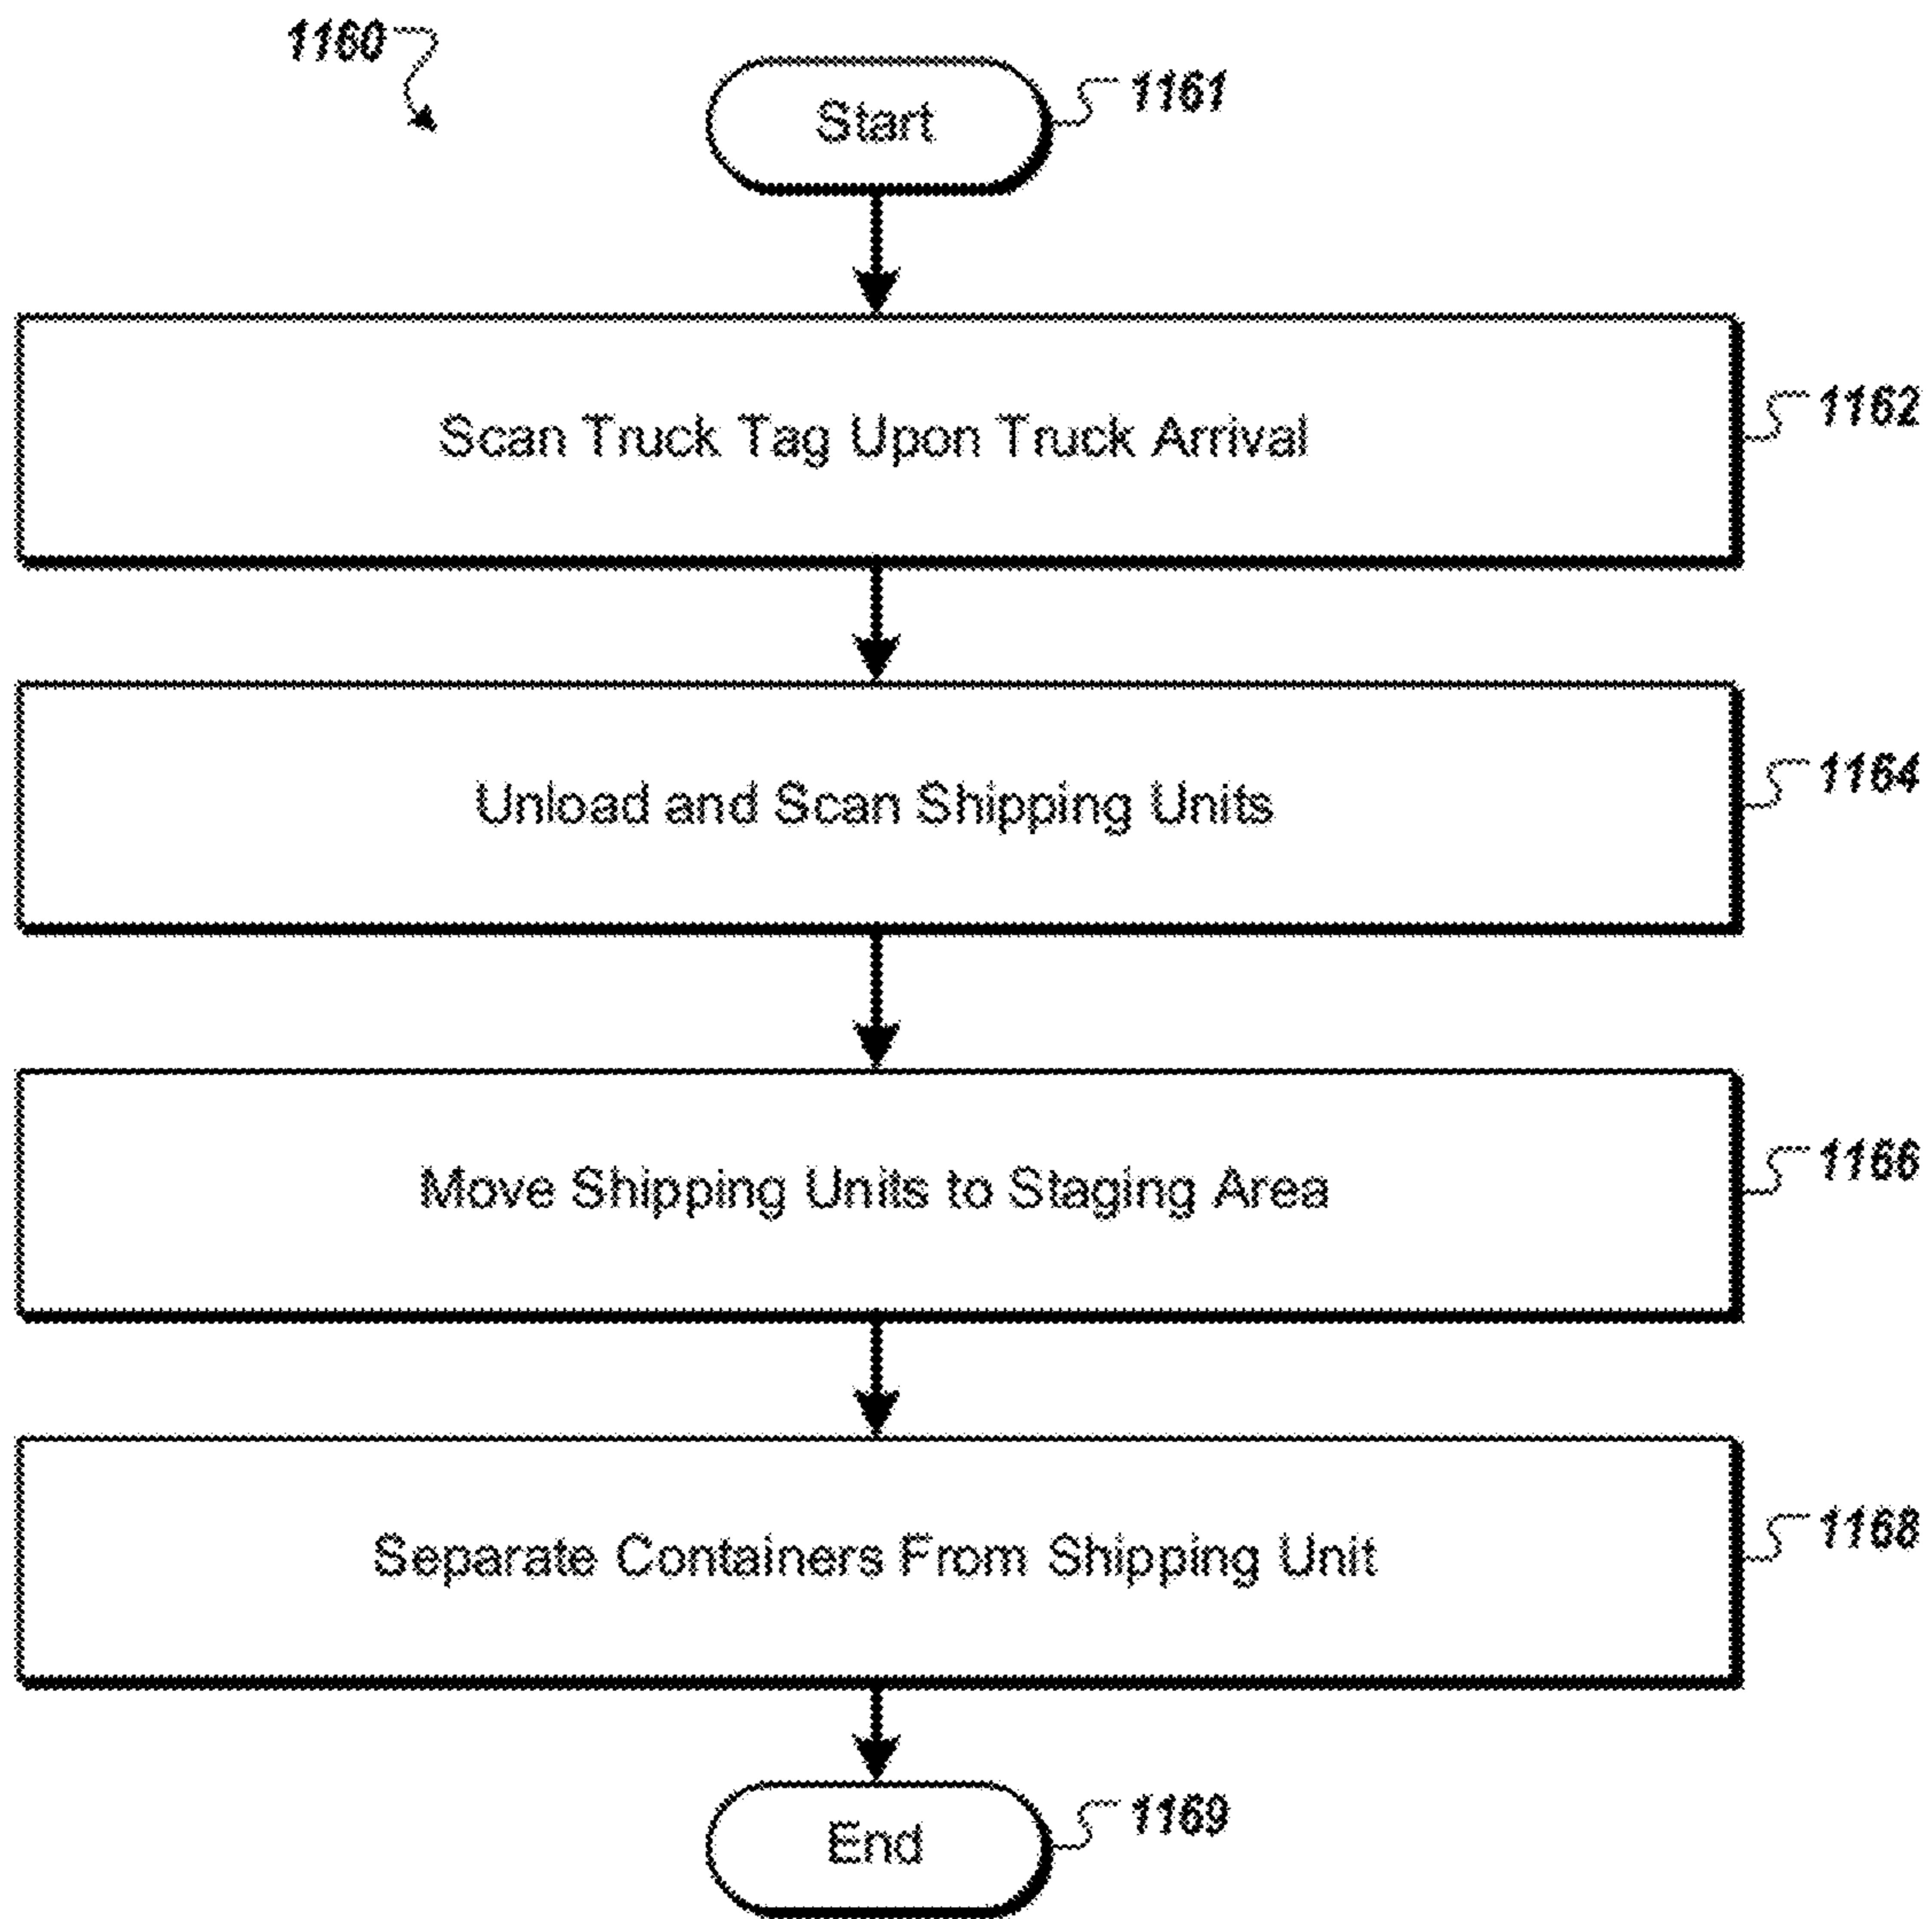 1160
Start
1161
Scan Truck Tag Upon Truck Arrival
1162
Unload and Scan Shipping Units
1164
Move Shipping Units to Staging Area
1166
Separate Containers From Shipping Unit
1168
End
1169